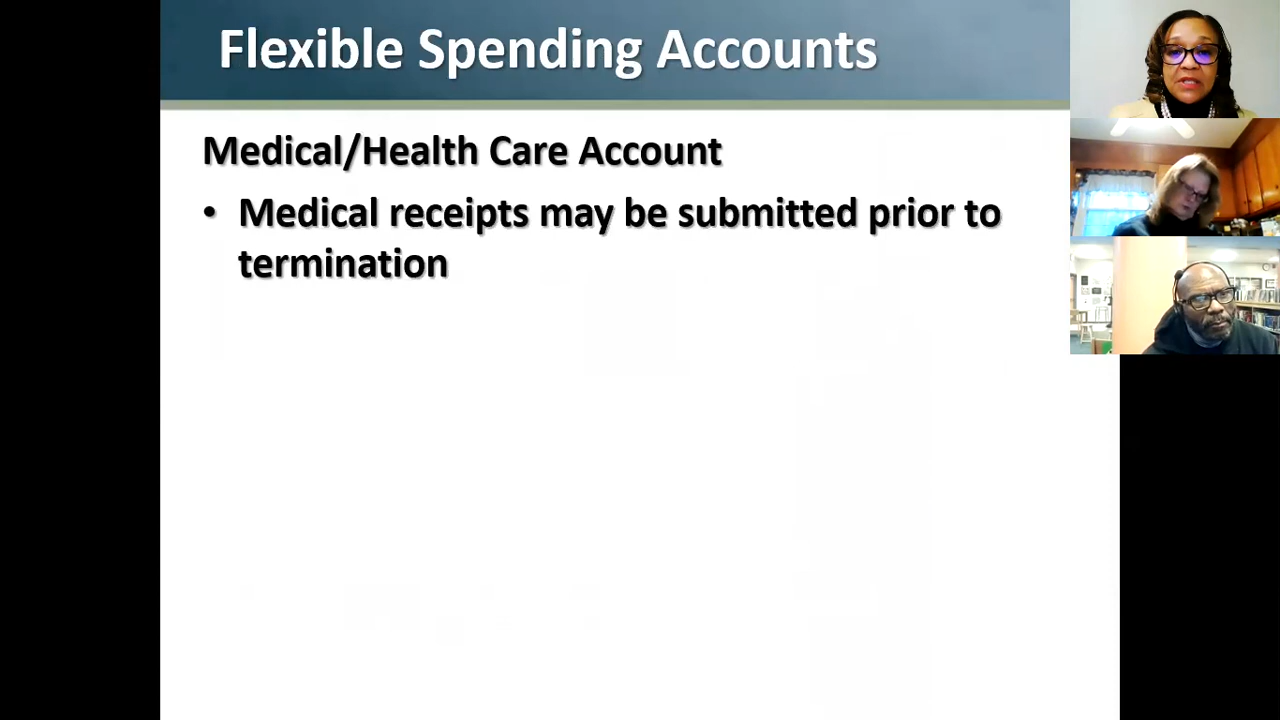 Flexible Spending Accounts
Medical/Health Care Account
• Medical receipts may be submitted prior to
termination